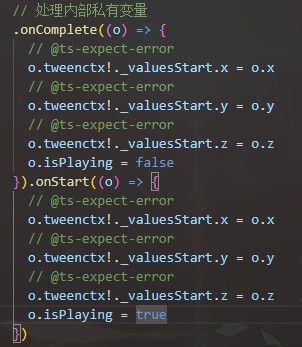 // 处理内部私有变量
.onComplete((o) => {
  // @ts-expect-error
  o.tweenctx!._valuesStart.x = o.x
  // @ts-expect-error
  o.tweenctx!._valuesStart.y = o.y
  // @ts-expect-error
  o.tweenctx!._valuesStart.z = o.z
  o.isPlaying = false
}).onStart((o) => {
  // @ts-expect-error
  o.tweenctx!._valuesStart.x = o.x
  // @ts-expect-error
  o.tweenctx!._valuesStart.y = o.y
  // @ts-expect-error
  o.tweenctx!._valuesStart.z = o.z
  o.isPlaying = true
})